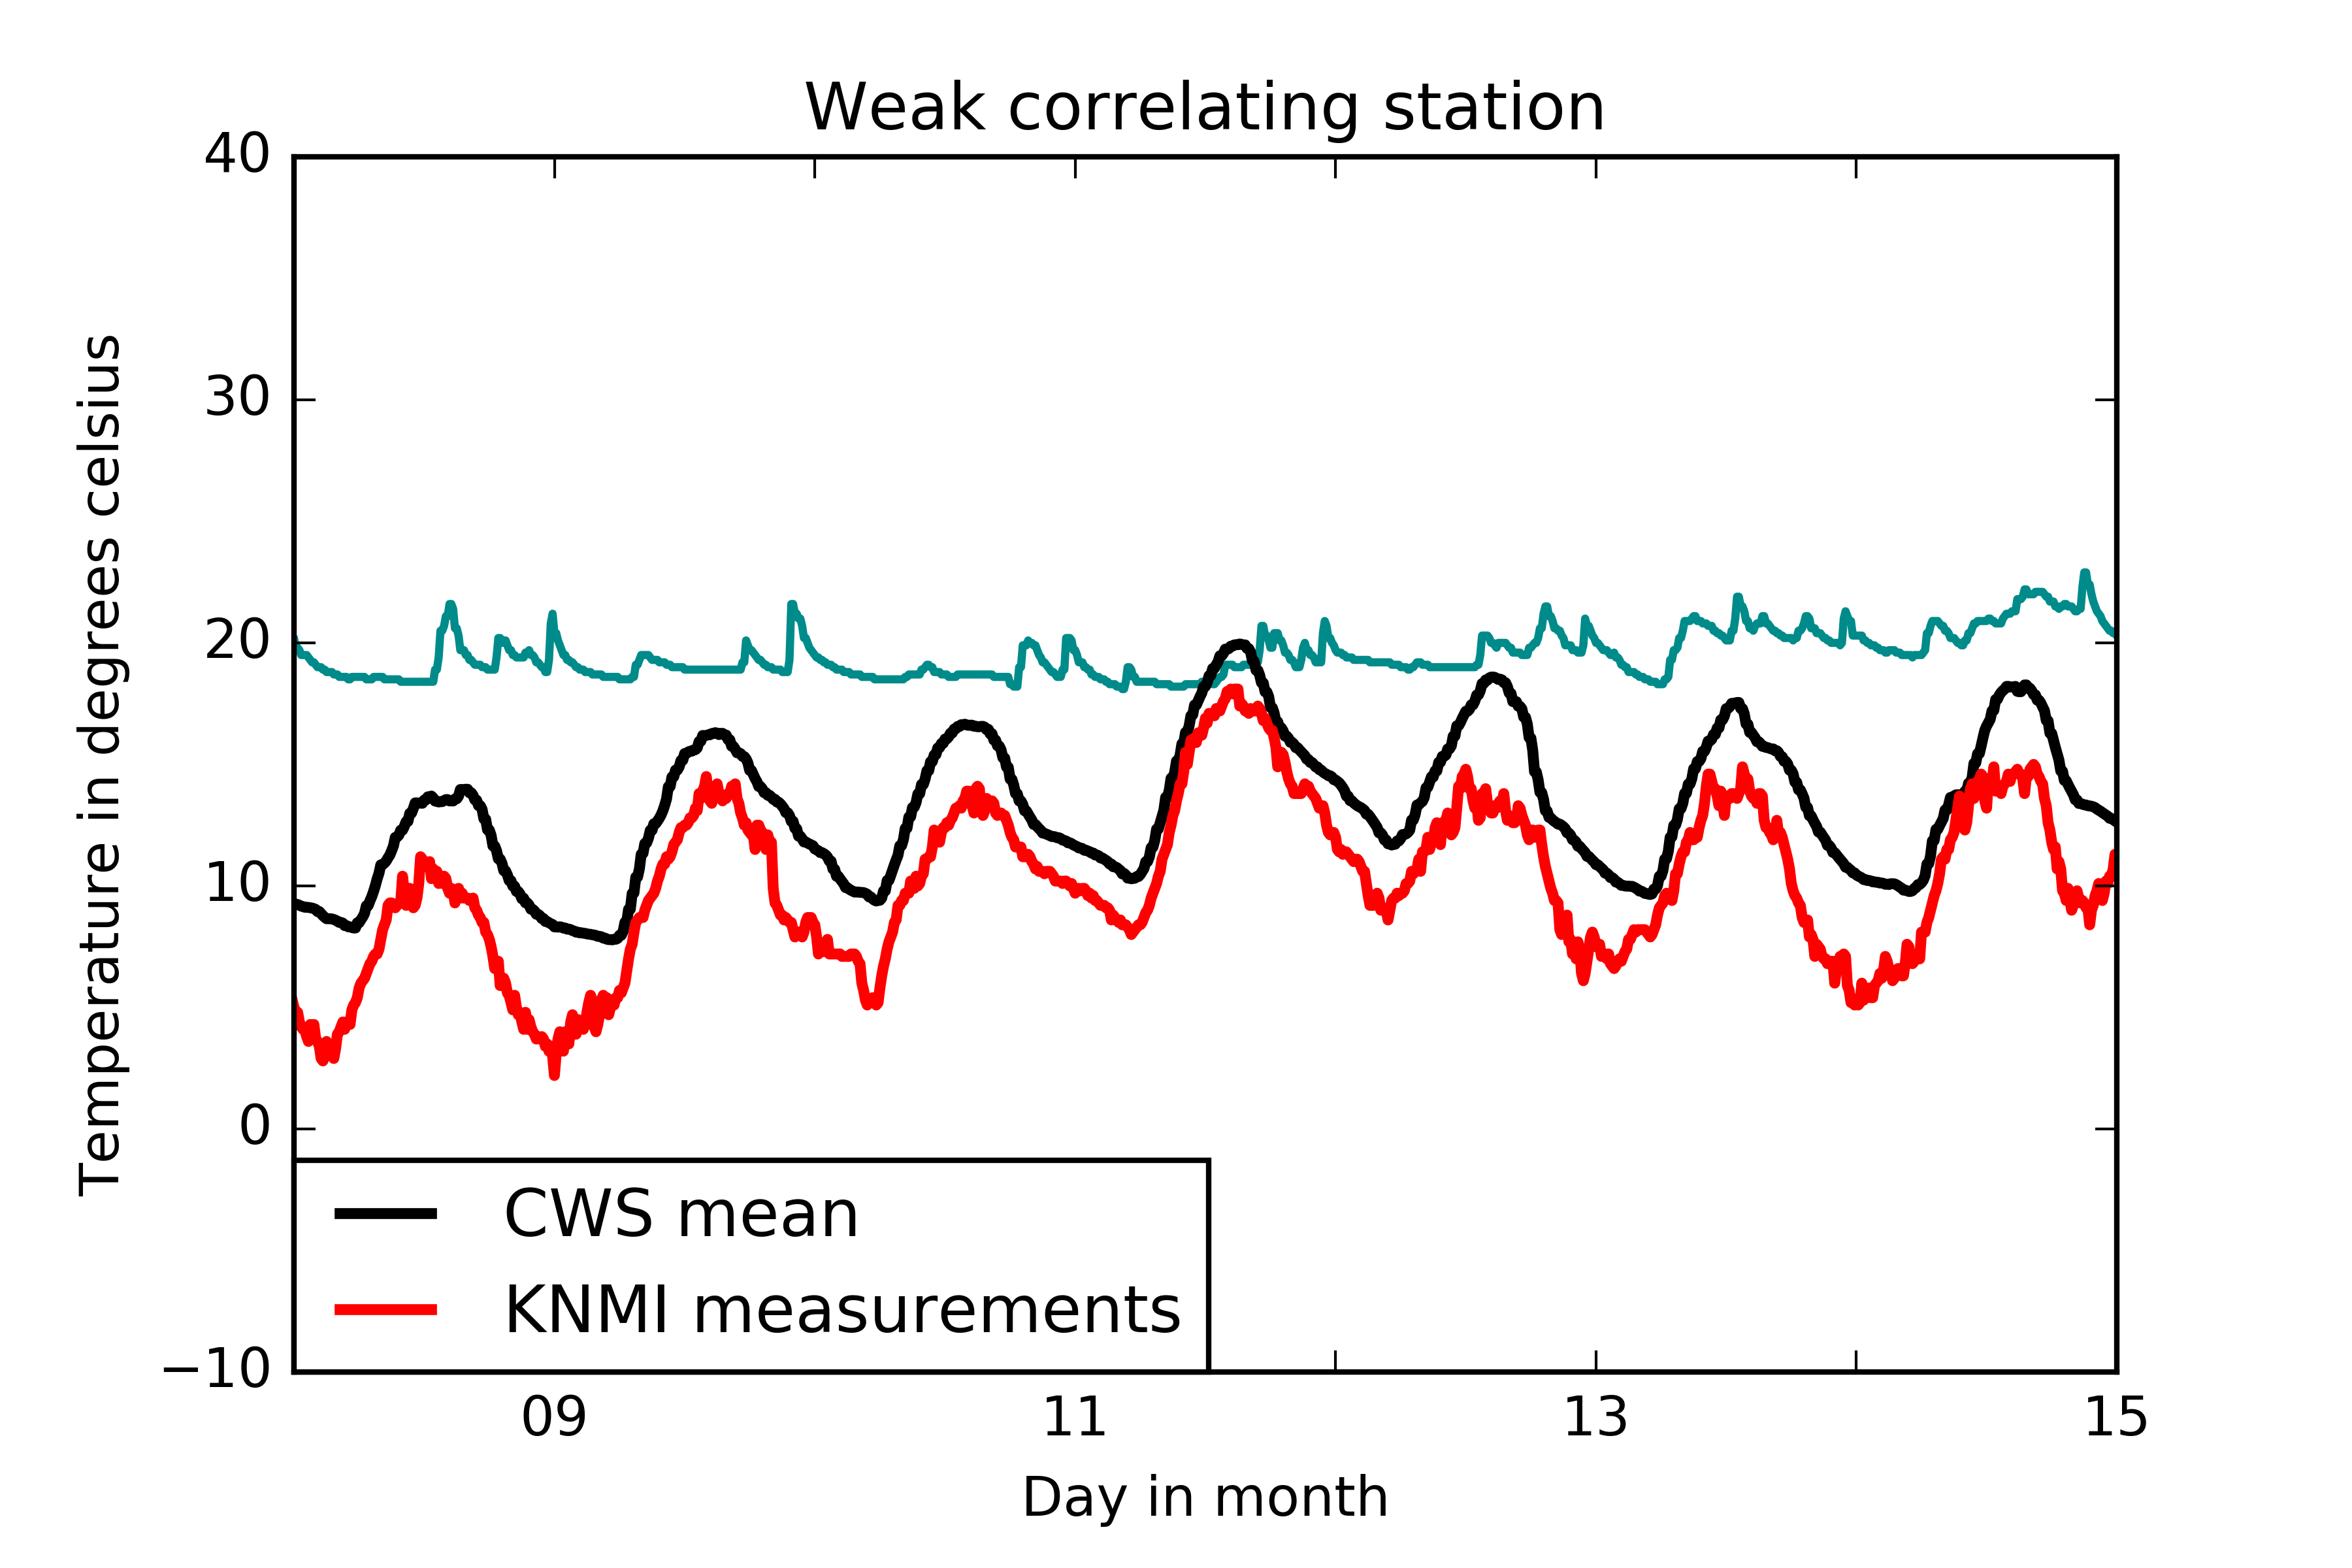 Weak correlating station
40
30
20
10
0
−10
Temperature in degrees celsius
CWS mean
KNMI measurements
09 11 13 15
Day in month